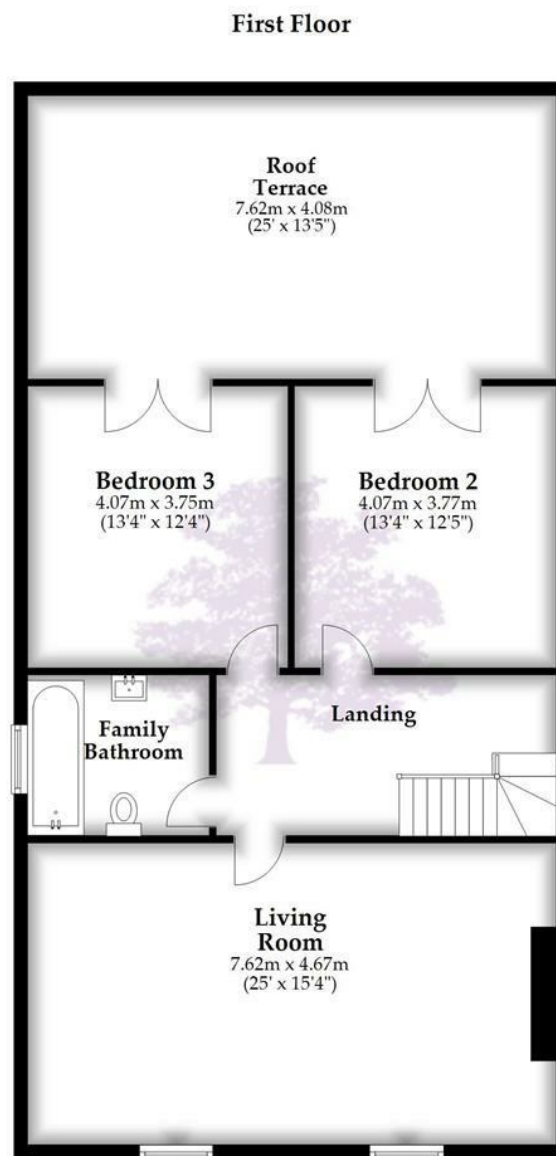 First Floor
Roof
Terrace
7.62m x 4.08m
(25' x 13'5")
Bedroom 3
4.07m x 3.75m
(13'4" x 12'4")
Bedroom 2
4.07m x 3.77m
(13'4" x 12'5")
Family
Bathroom
Landing
Living
Room
7.62m x 4.67m
(25' x 15'4")